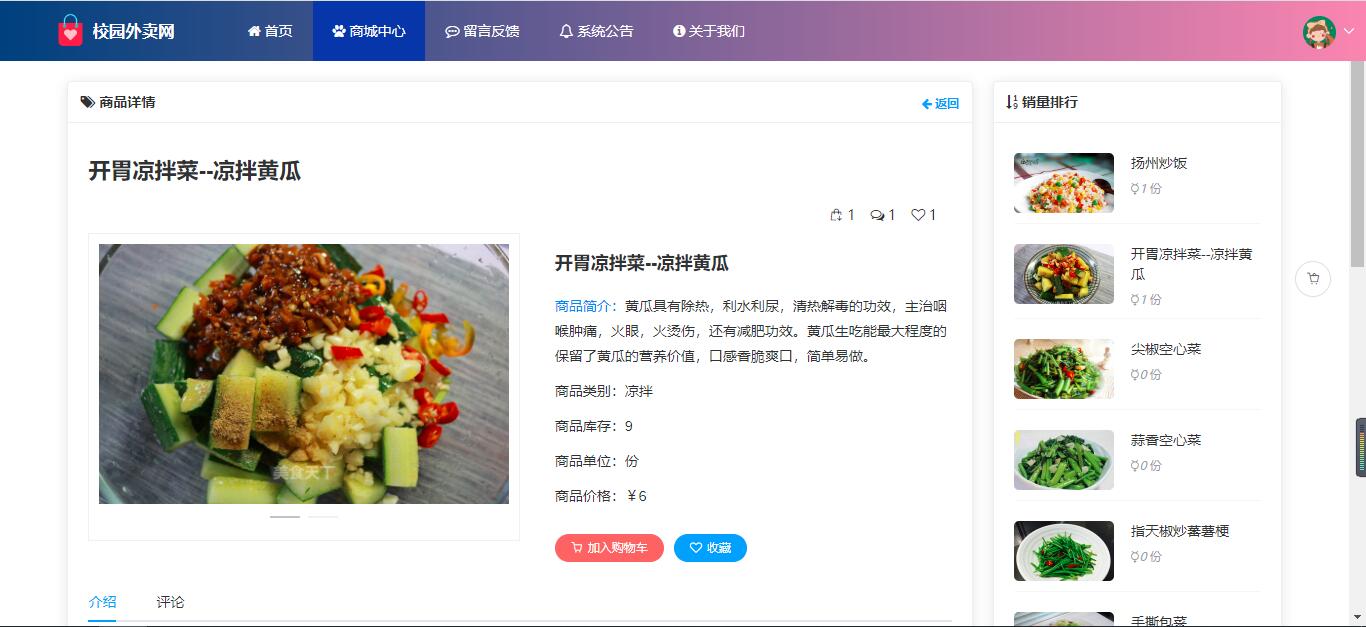 校园外卖网
首页
商城中心
留言反馈
系统公告
关于我们
商品详情
返回
开胃凉拌菜--凉拌黄瓜
1 1 1
美食天下
开胃凉拌菜--凉拌黄瓜
商品简介：黄瓜具有除热，利水利尿，清热解毒的功效，主治咽
喉肿痛，火眼，火烫伤，还有减肥功效。黄瓜生吃能最大程度的
保留了黄瓜的营养价值，口感香脆爽口，简单易做。
商品类别：凉拌
商品库存：9
商品单位：份
商品价格：￥6
加入购物车
收藏
介绍
评论
销量排行
扬州炒饭
1份
开胃凉拌菜--凉拌黄
瓜
1份
尖椒空心菜
0份
蒜香空心菜
0份
指天椒炒蕃薯梗
0份
手撕包菜